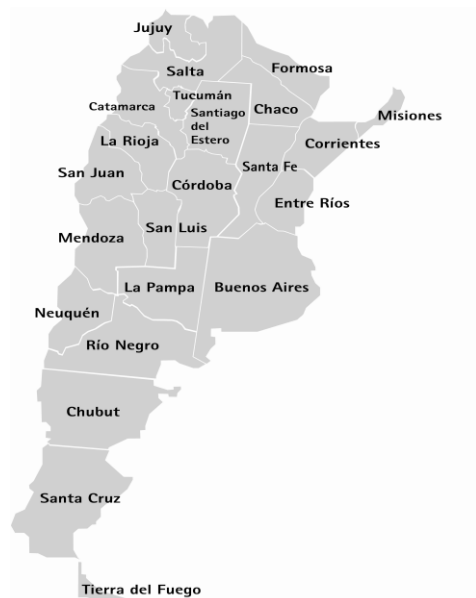 Jujuy
Salta
Formosa
Tucumán
Catamarca
Santiago
del
Estero
Chaco
Misiones
La Rioja
Corrientes
San Juan
Santa Fe
Córdoba
Entre Ríos
San Luis
Mendoza
La Pampa
Buenos Aires
Neuquén
Río Negro
Chubut
Santa Cruz
Tierra del Fuego